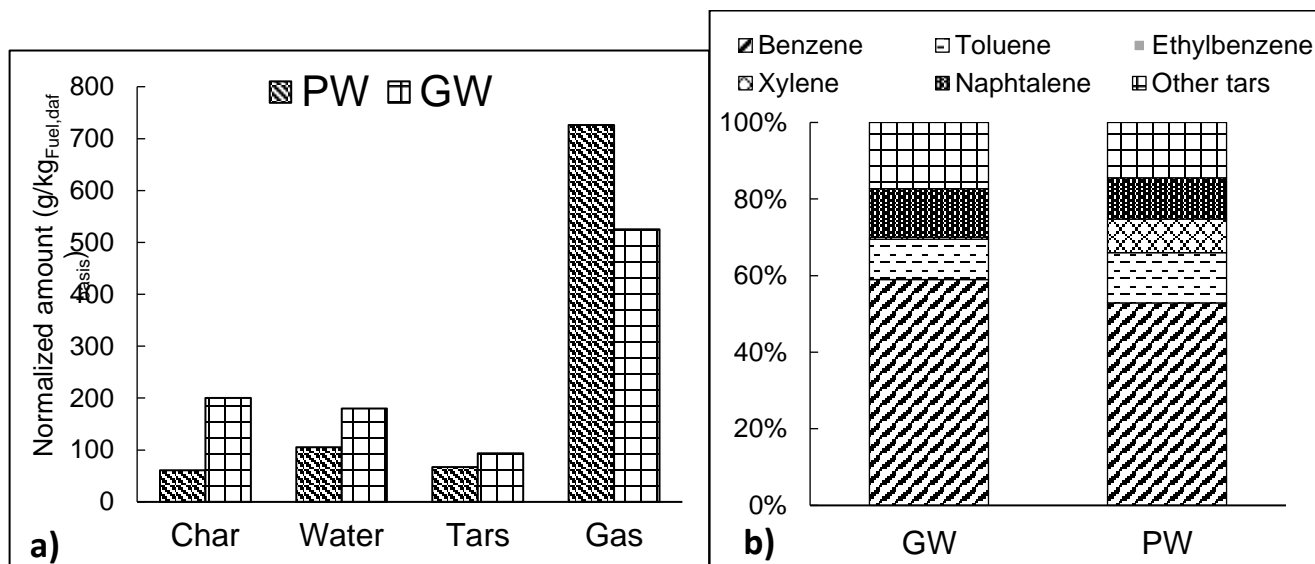 800
700
600
500
400
300
200
100
0
Normalized amount (g/kgFuel,daf
PW GW
Char Water Tars Gas
a)
Benzene Toluene Ethylbenzene
Xylene Naphtalene Other tars
100%
80%
60%
40%
20%
0%
GW PW
b)